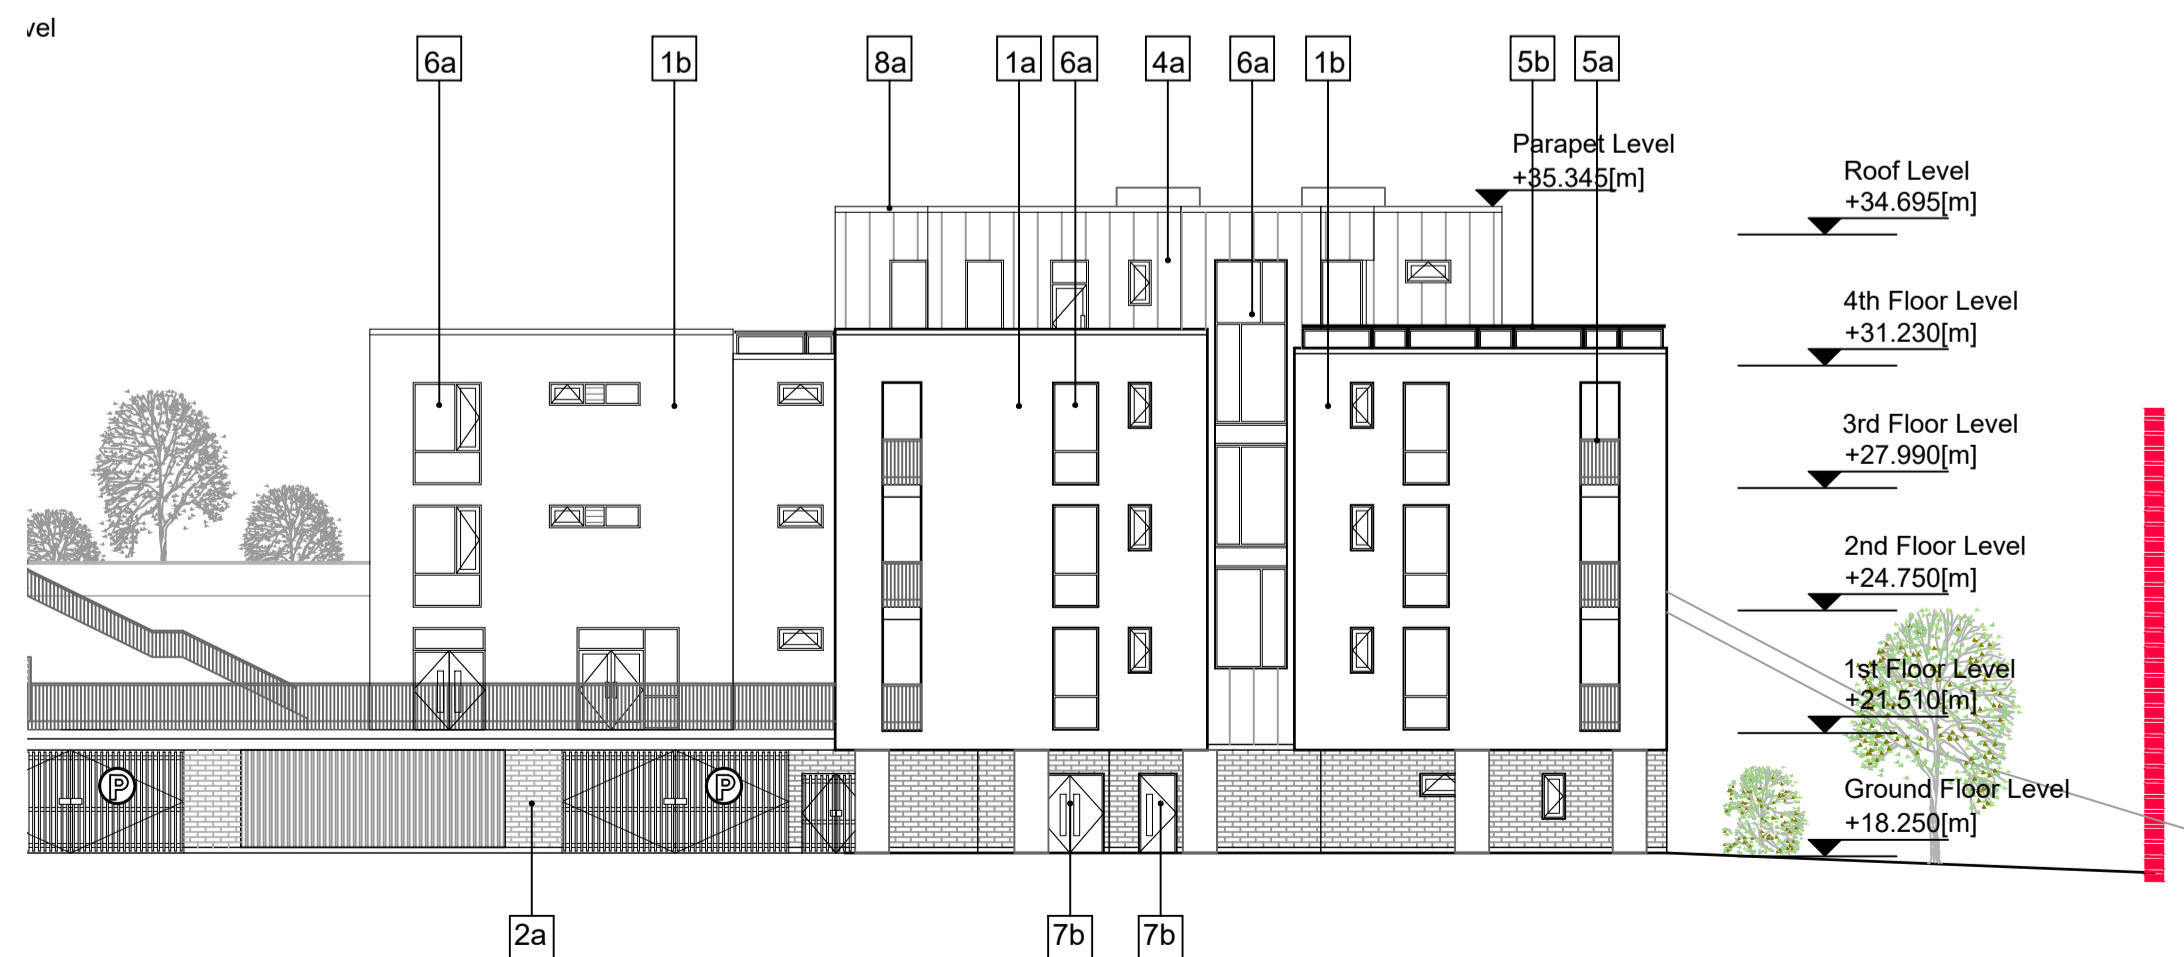 vel
6a
1b
8a
1a
6a
4a
6a
1b
5b
5a
Parapet Level
+35.345[m]
Roof Level
+34.695[m]
4th Floor Level
+31.230[m]
3rd Floor Level
+27.990[m]
2nd Floor Level
+24.750[m]
1st Floor Level
+21.510[m]
P
P
Ground Floor Level
+18.250[m]
2a
7b
7b